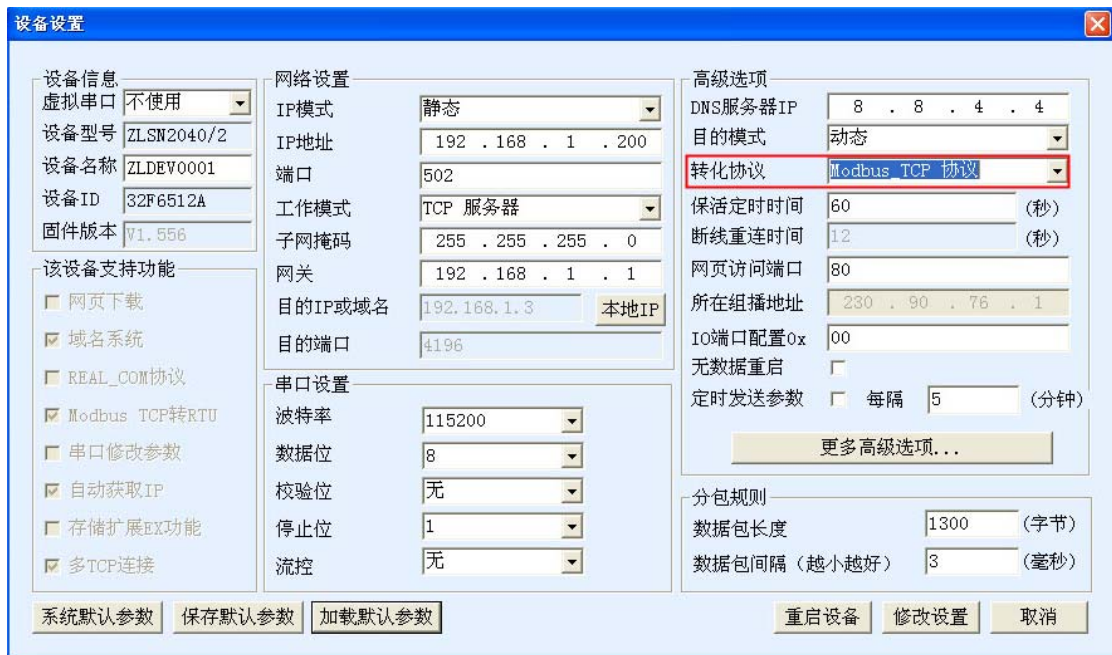 设备设置
设备信息
虚拟串口 不使用
设备型号 ZLSN2040/2
设备名称 ZLDEV0001
设备ID 32F6512A
固件版本 V1.556
该设备支持功能
网页下载
域名系统
REAL_COM协议
Modbus TCP转RTU
串口修改参数
自动获取IP
存储扩展EX功能
多TCP连接
网络设置
IP模式 静态
IP地址 192 . 168 . 1 . 200
端口 502
工作模式 TCP 服务器
子网掩码 255 . 255 . 255 . 0
网关 192 . 168 . 1 . 1
目的IP或域名 192.168.1.3 本地IP
目的端口 4196
串口设置
波特率 115200
数据位 8
校验位 无
停止位 1
流控 无
高级选项
DNS服务器IP 8 . 8 . 4 . 4
目的模式 动态
转化协议 Modbus_TCP 协议
保活定时时间 60 (秒)
断线重连时间 12 (秒)
网页访问端口 80
所在组播地址 230 . 90 . 76 . 1
IO端口配置0x 00
无数据重启
定时发送参数 每隔 5 (分钟)
更多高级选项...
分包规则
数据包长度 1300 (字节)
数据包间隔（越小越好） 3 (毫秒)
系统默认参数 保存默认参数 加载默认参数 重启设备 修改设置 取消